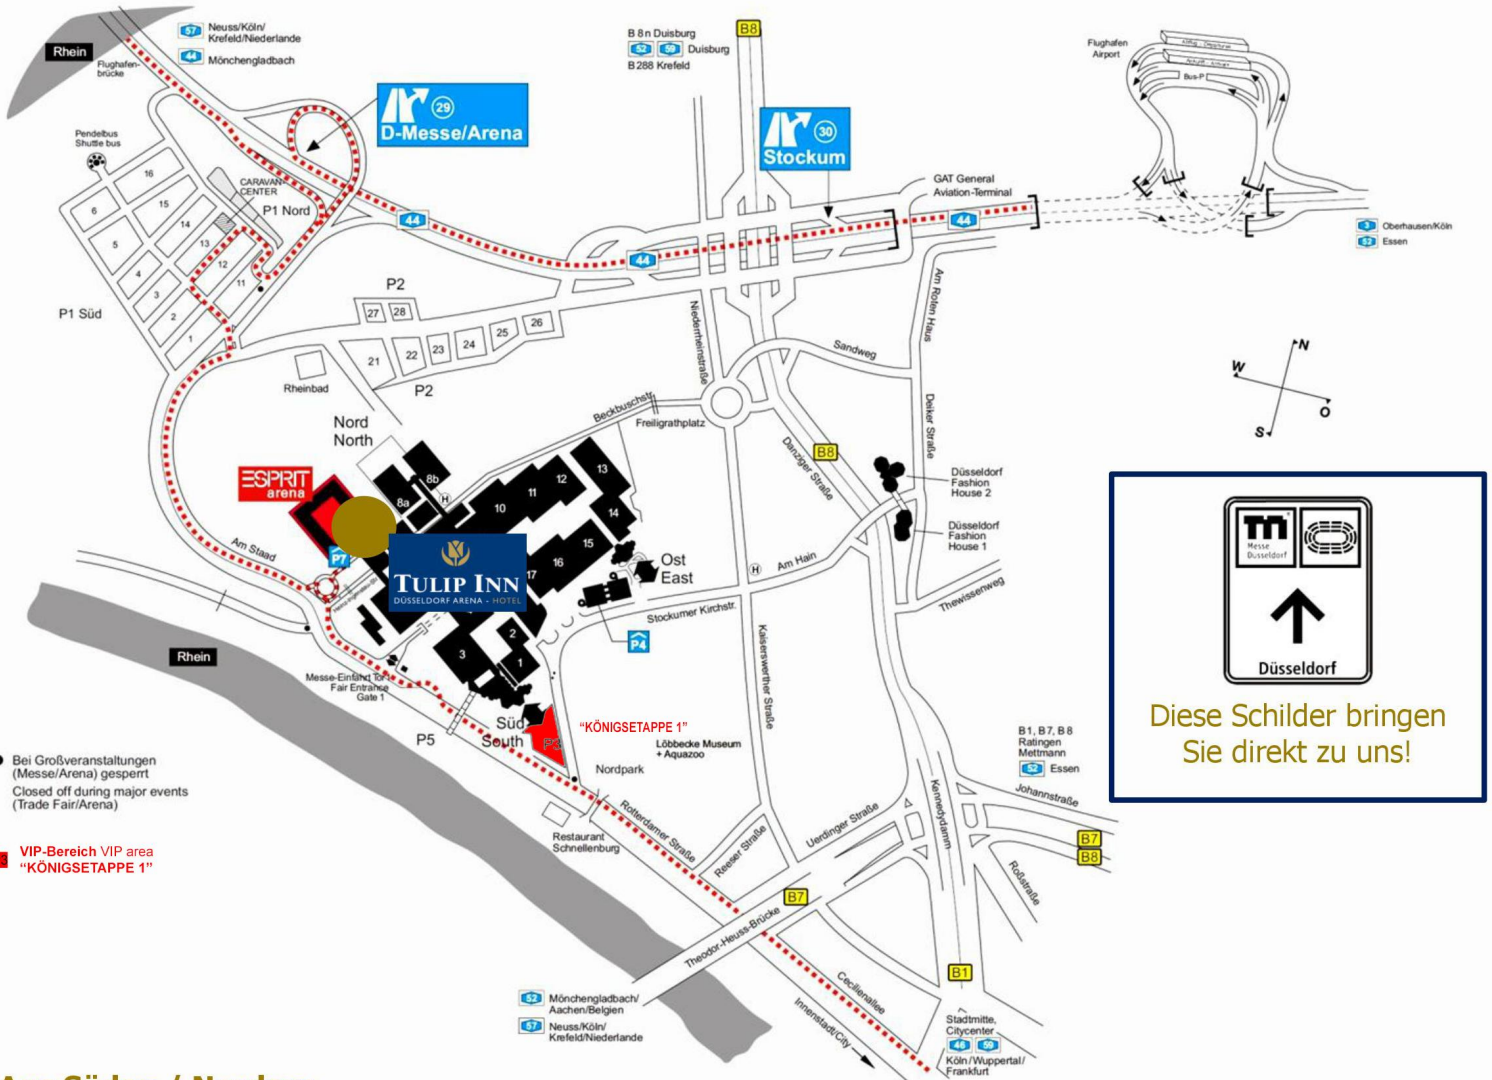 Rhein
Flughafen-
brücke
57 Neuss/Köln/
Krefeld/Niederlande
44 Mönchengladbach
29
D-Messe/Arena
B 8n Duisburg
52 59 Duisburg
B288 Krefeld
B8
30
Stockum
Flughafen
Airport
Bus-P
GAT General
Aviation-Terminal
3 Oberhausen/Köln
52 Essen
Pendelbus
Shuttle bus
CARAVAN-
CENTER
P1 Nord
16
15
14
13
12
11
6
5
4
3
2
1
P1 Süd
44
44
44
P2
27 28
21 22 23 24 25 26
P2
Rheinbad
Niederrheinstraße
Am Roten Haus
Sandweg
Deiker Straße
Beckbuschstr.
Freiligrathplatz
Danziger Straße
B8
N
W
O
S
Nord
North
ESPRIT
arena
8b
8a
H
10
11
12
13
14
15
16
17
P7
Am Staad
TULIP INN
DÜSSELDORF ARENA - HOTEL
Ost
East
P4
Stockumer Kirchstr.
H
Am Hain
Düsseldorf
Fashion
House 2
Düsseldorf
Fashion
House 1
Thewissenweg
Kaiserswerther Straße
Rhein
Messe-Einfahrt Tor 1
Fair Entrance
Gate 1
3
2
1
P5
Süd
South
P3
“KÖNIGSETAPPE 1”
Löbbecke Museum
+ Aquazoo
Nordpark
Restaurant
Schnellenburg
Rotterdamer Straße
Reeser Straße
Uerdinger Straße
Kennedydamm
B1, B7, B8
Ratingen
Mettmann
52 Essen
Johannstraße
B7
B8
Roßstraße
B7
Theodor-Heuss-Brücke
Cecilienallee
Innenstadt/City
B1
Stadtmitte,
Citycenter
46 59
Köln/Wuppertal/
Frankfurt
52 Mönchengladbach/
Aachen/Belgien
57 Neuss/Köln/
Krefeld/Niederlande
Bei Großveranstaltungen
(Messe/Arena) gesperrt
Closed off during major events
(Trade Fair/Arena)
3 VIP-Bereich VIP area
“KÖNIGSETAPPE 1”
Messe
Düsseldorf
Düsseldorf
Diese Schilder bringen
Sie direkt zu uns!